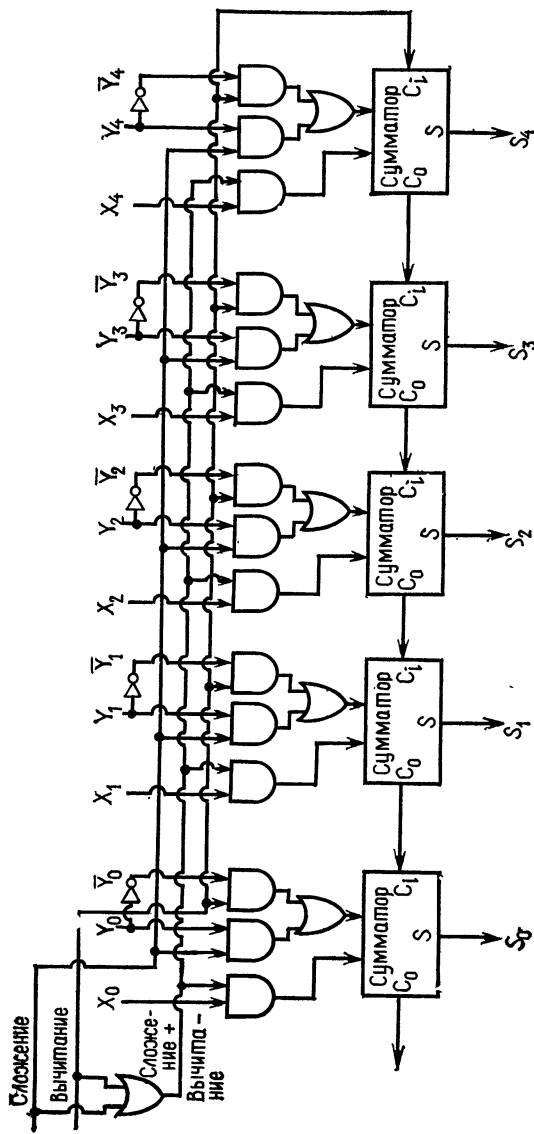 Сложение
Вычитание
Сложе-
ние +
Вычита-
ние
X0 Y0 Y̅0
X1 Y1 Y̅1
X2 Y2 Y̅2
X3 Y3 Y̅3
X4 Y4 Y̅4
Сумматор
C0 S Ci
Сумматор
C0 S Ci
Сумматор
C0 S Ci
Сумматор
C0 S Ci
Сумматор
C0 S Ci
S0
S1
S2
S3
S4